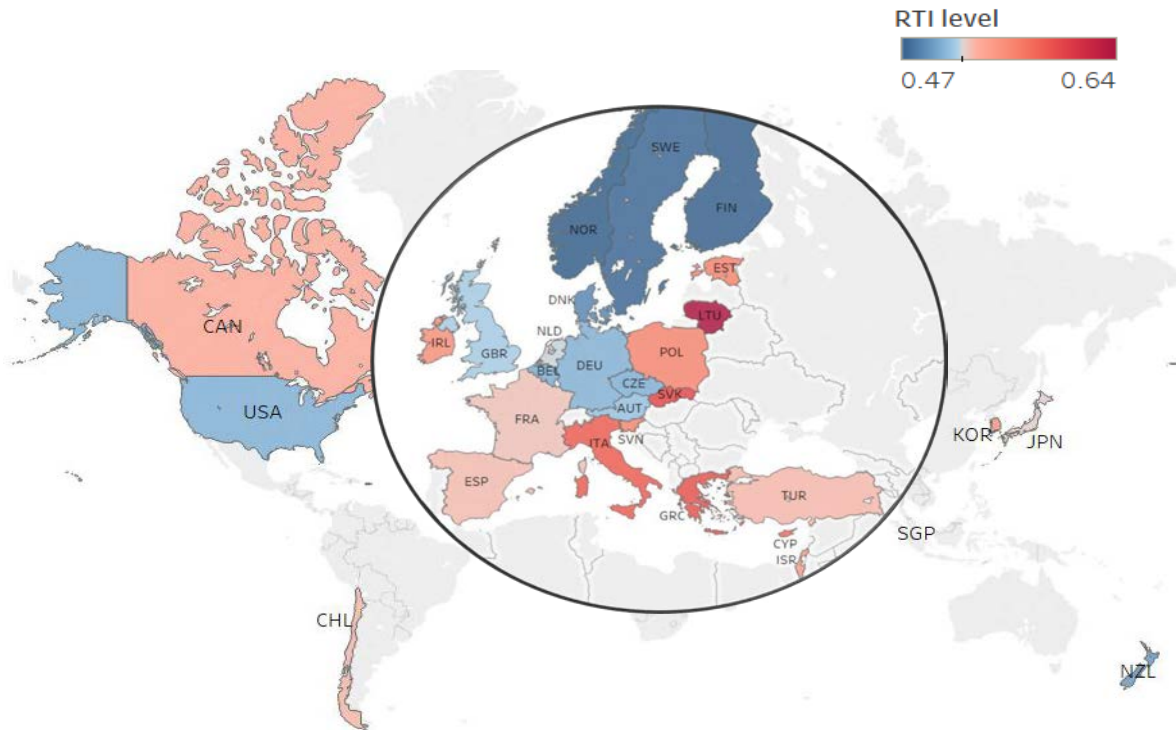 RTI level
0.47 0.64
SWE
FIN
NOR
EST
DNK
LTU
CAN
IRL
NLD
GBR
DEU
POL
BEL
CZE
SVK
USA
AUT
FRA
ITA
SVN
KOR
JPN
ESP
TUR
GRC
SGP
CYP
ISR
CHL
NZL